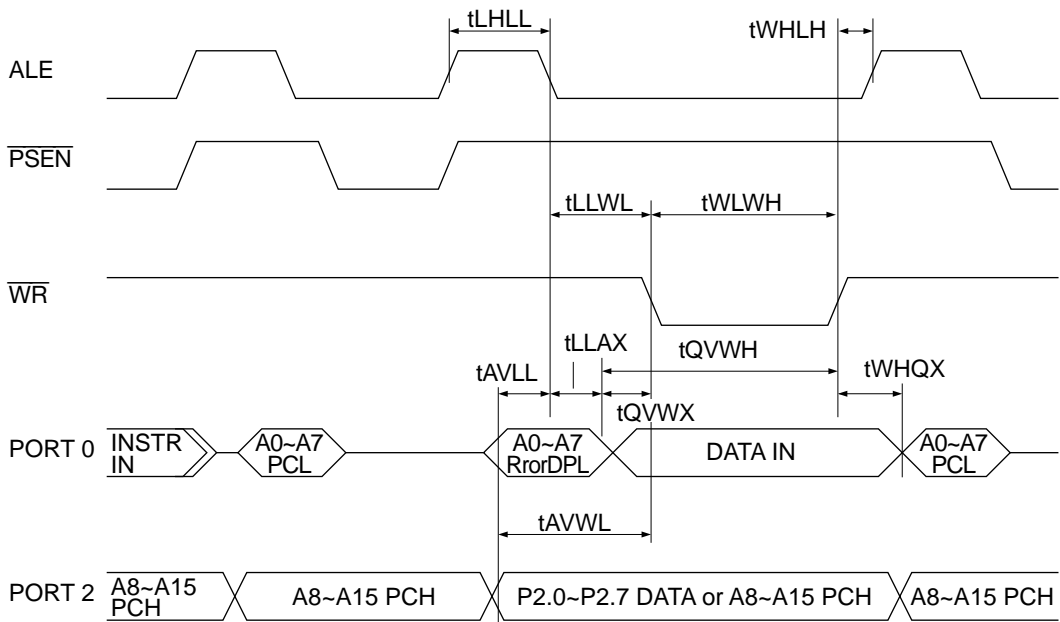 tLHLL
tWHLH
ALE
PSEN
tLLWL
tWLWH
WR
tLLAX
tQVWH
tAVLL
tWHQX
tQVWX
PORT 0
INSTR
IN
A0~A7
PCL
A0~A7
RrorDPL
DATA IN
A0~A7
PCL
tAVWL
PORT 2
A8~A15
PCH
A8~A15 PCH
P2.0~P2.7 DATA or A8~A15 PCH
A8~A15 PCH